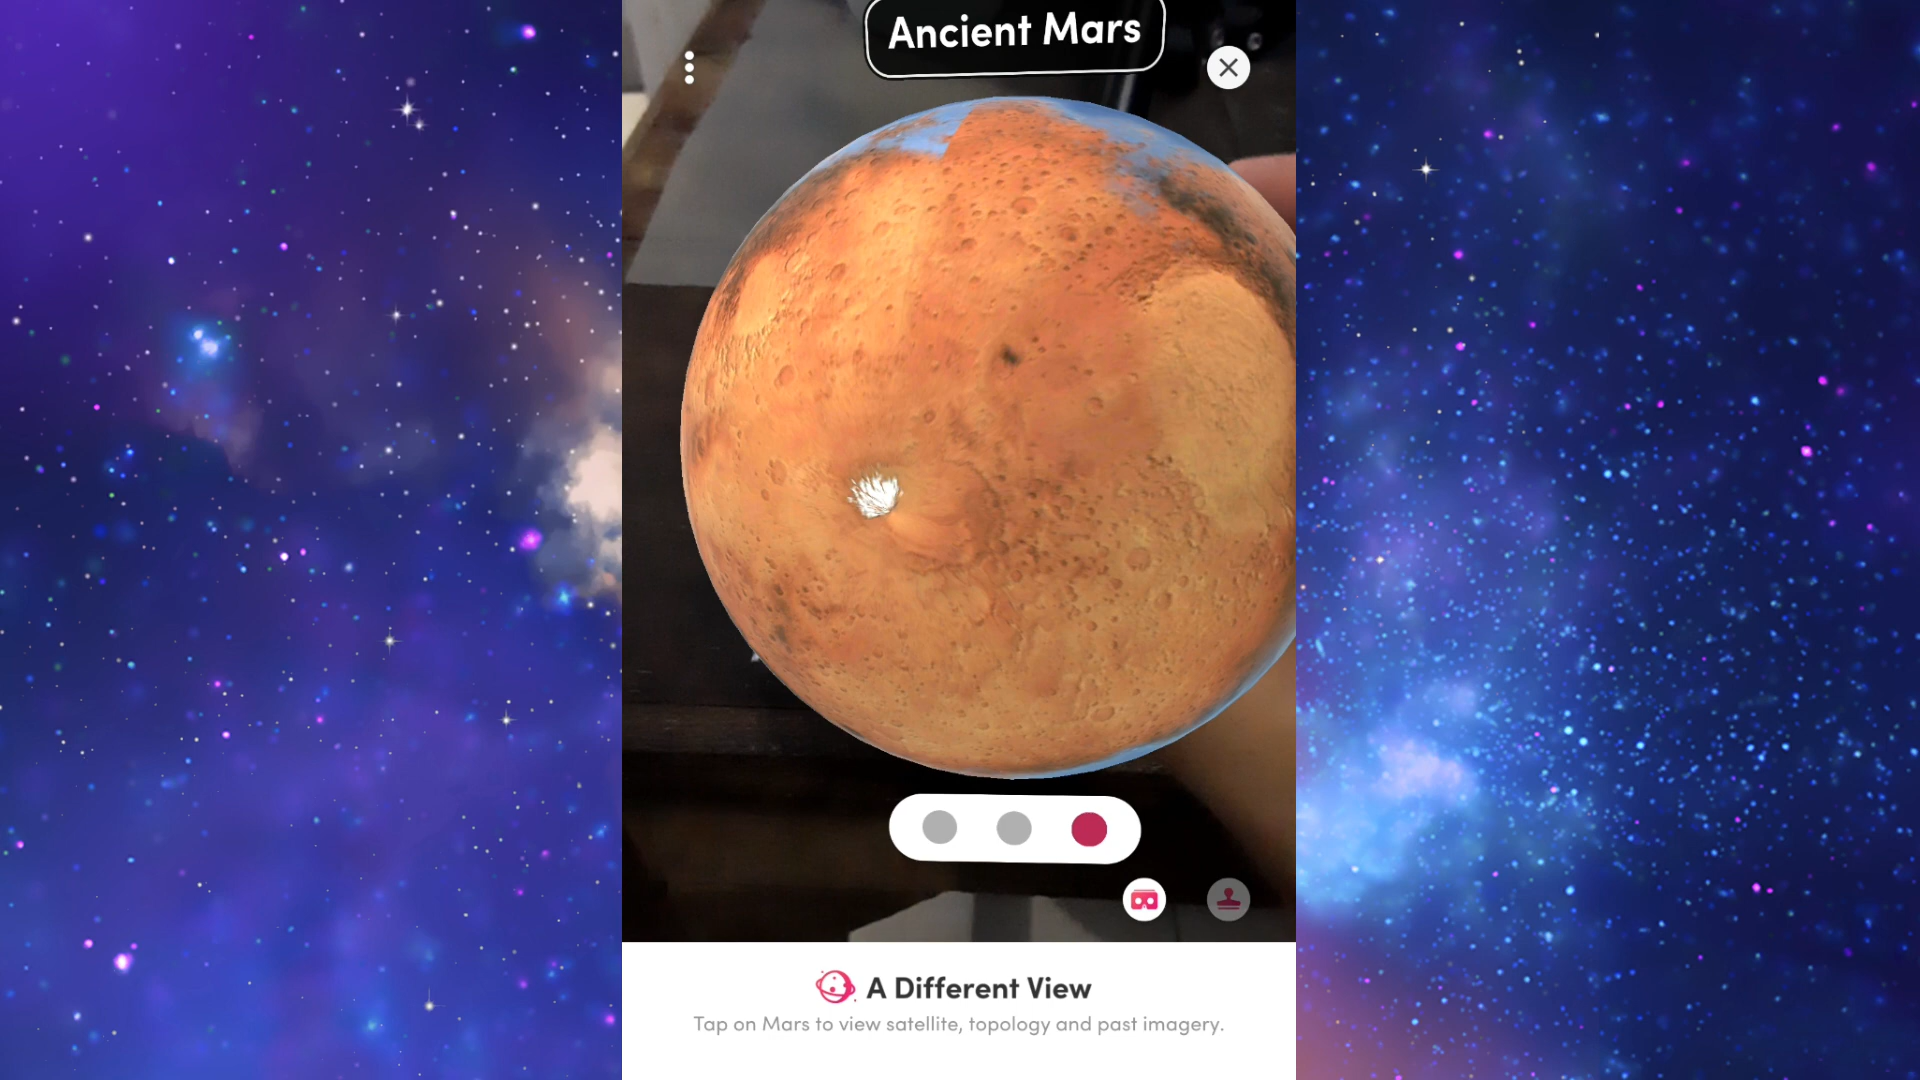 Ancient Mars
A Different View
Tap on Mars to view satellite, topology and past imagery.